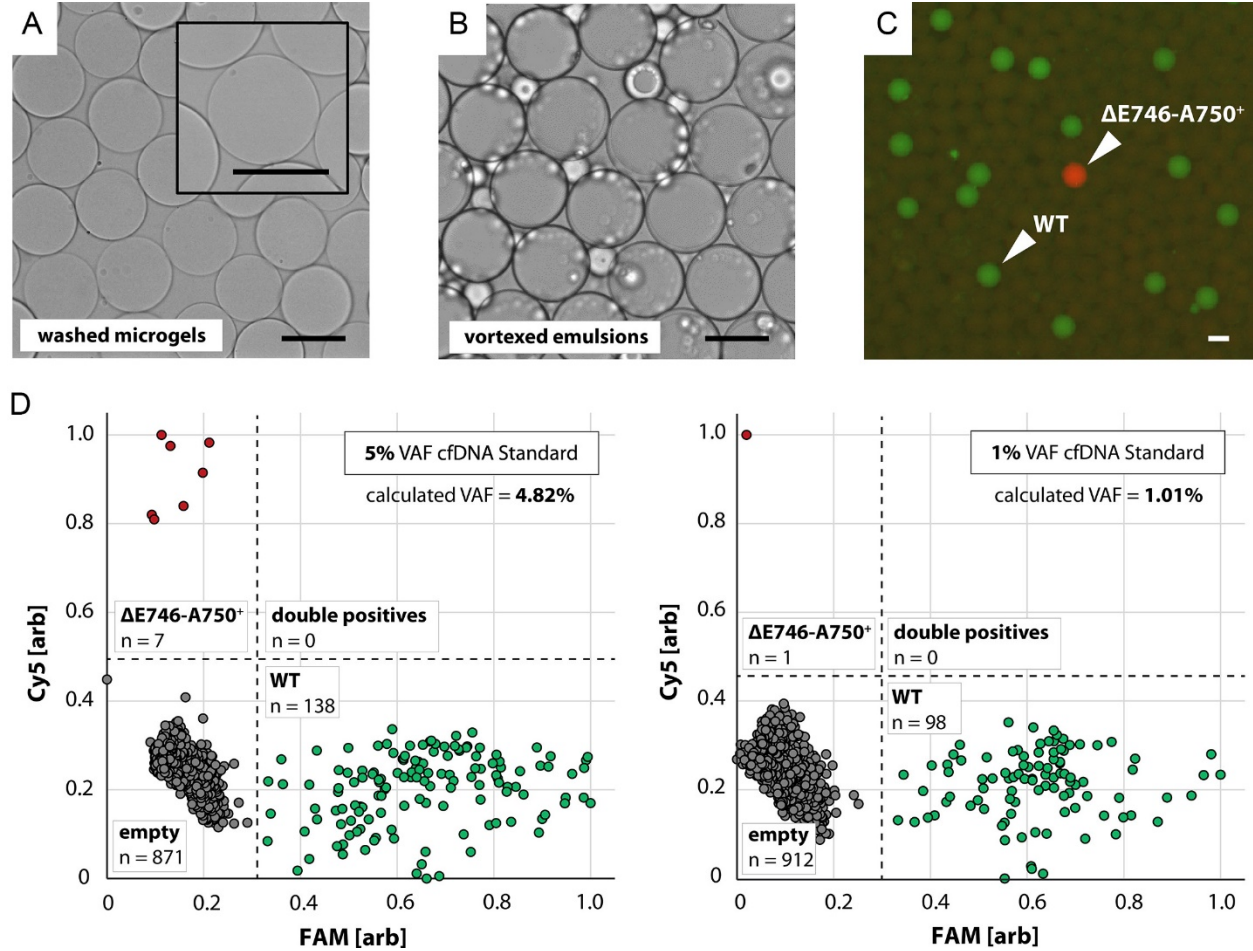 A
washed microgels
B
vortexed emulsions
C
ΔE746-A750⁺
WT
D
Cy5 [arb]
1.0
0.8
0.6
0.4
0.2
0
5% VAF cfDNA Standard
calculated VAF = 4.82%
ΔE746-A750⁺
n = 7
double positives
n = 0
WT
n = 138
empty
n = 871
0
0.2
0.4
0.6
0.8
1.0
FAM [arb]
1.0
0.8
0.6
0.4
0.2
0
1% VAF cfDNA Standard
calculated VAF = 1.01%
ΔE746-A750⁺
n = 1
double positives
n = 0
WT
n = 98
empty
n = 912
0
0.2
0.4
0.6
0.8
1.0
FAM [arb]